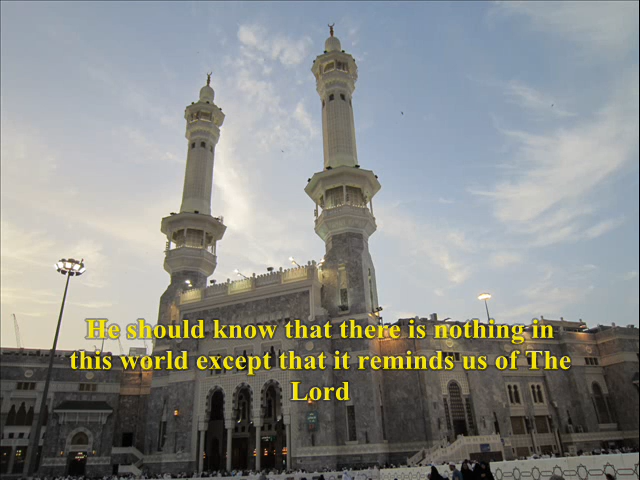 He should know that there is nothing in
this world except that it reminds us of The
Lord